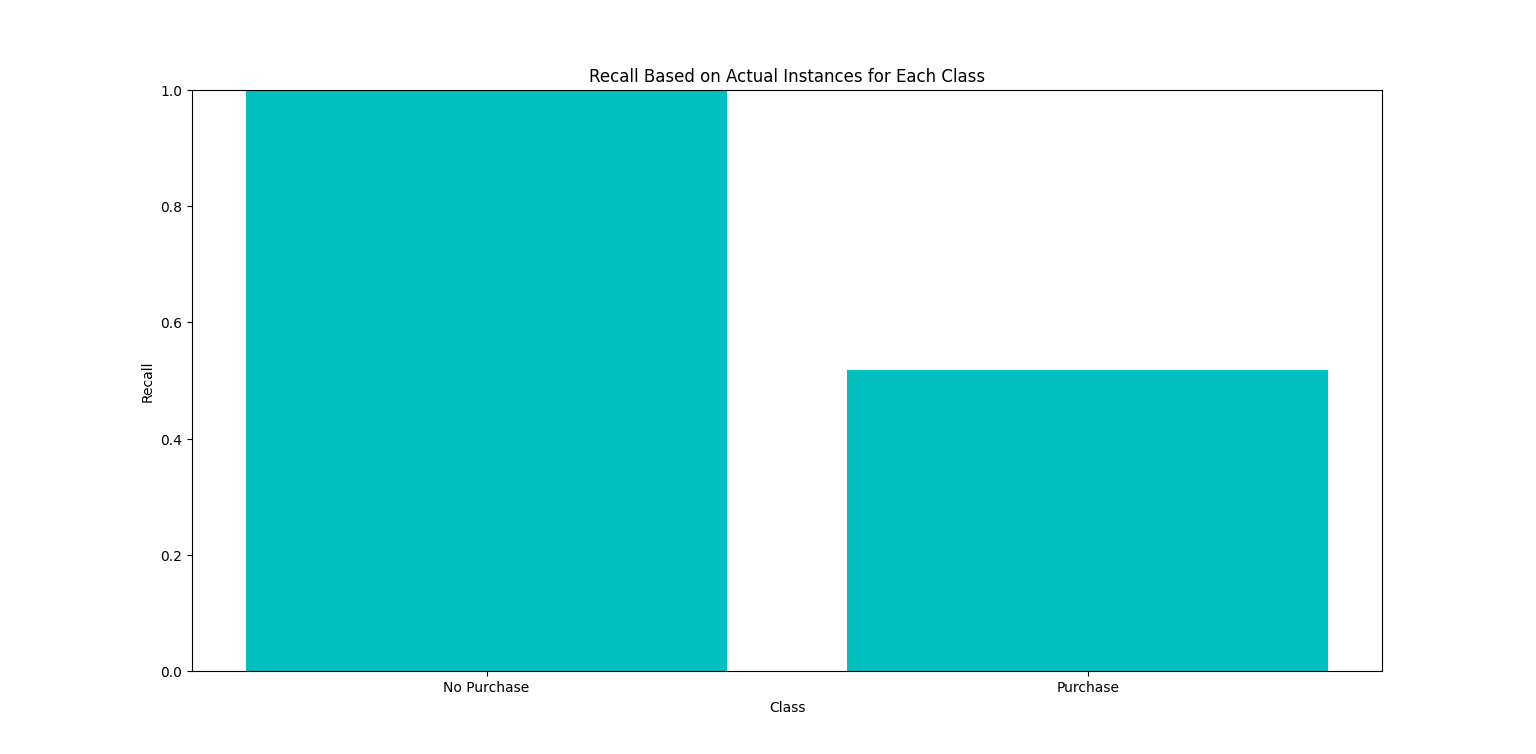 Recall Based on Actual Instances for Each Class
1.0
0.8
0.6
0.4
0.2
0.0
Recall
No Purchase Purchase
Class